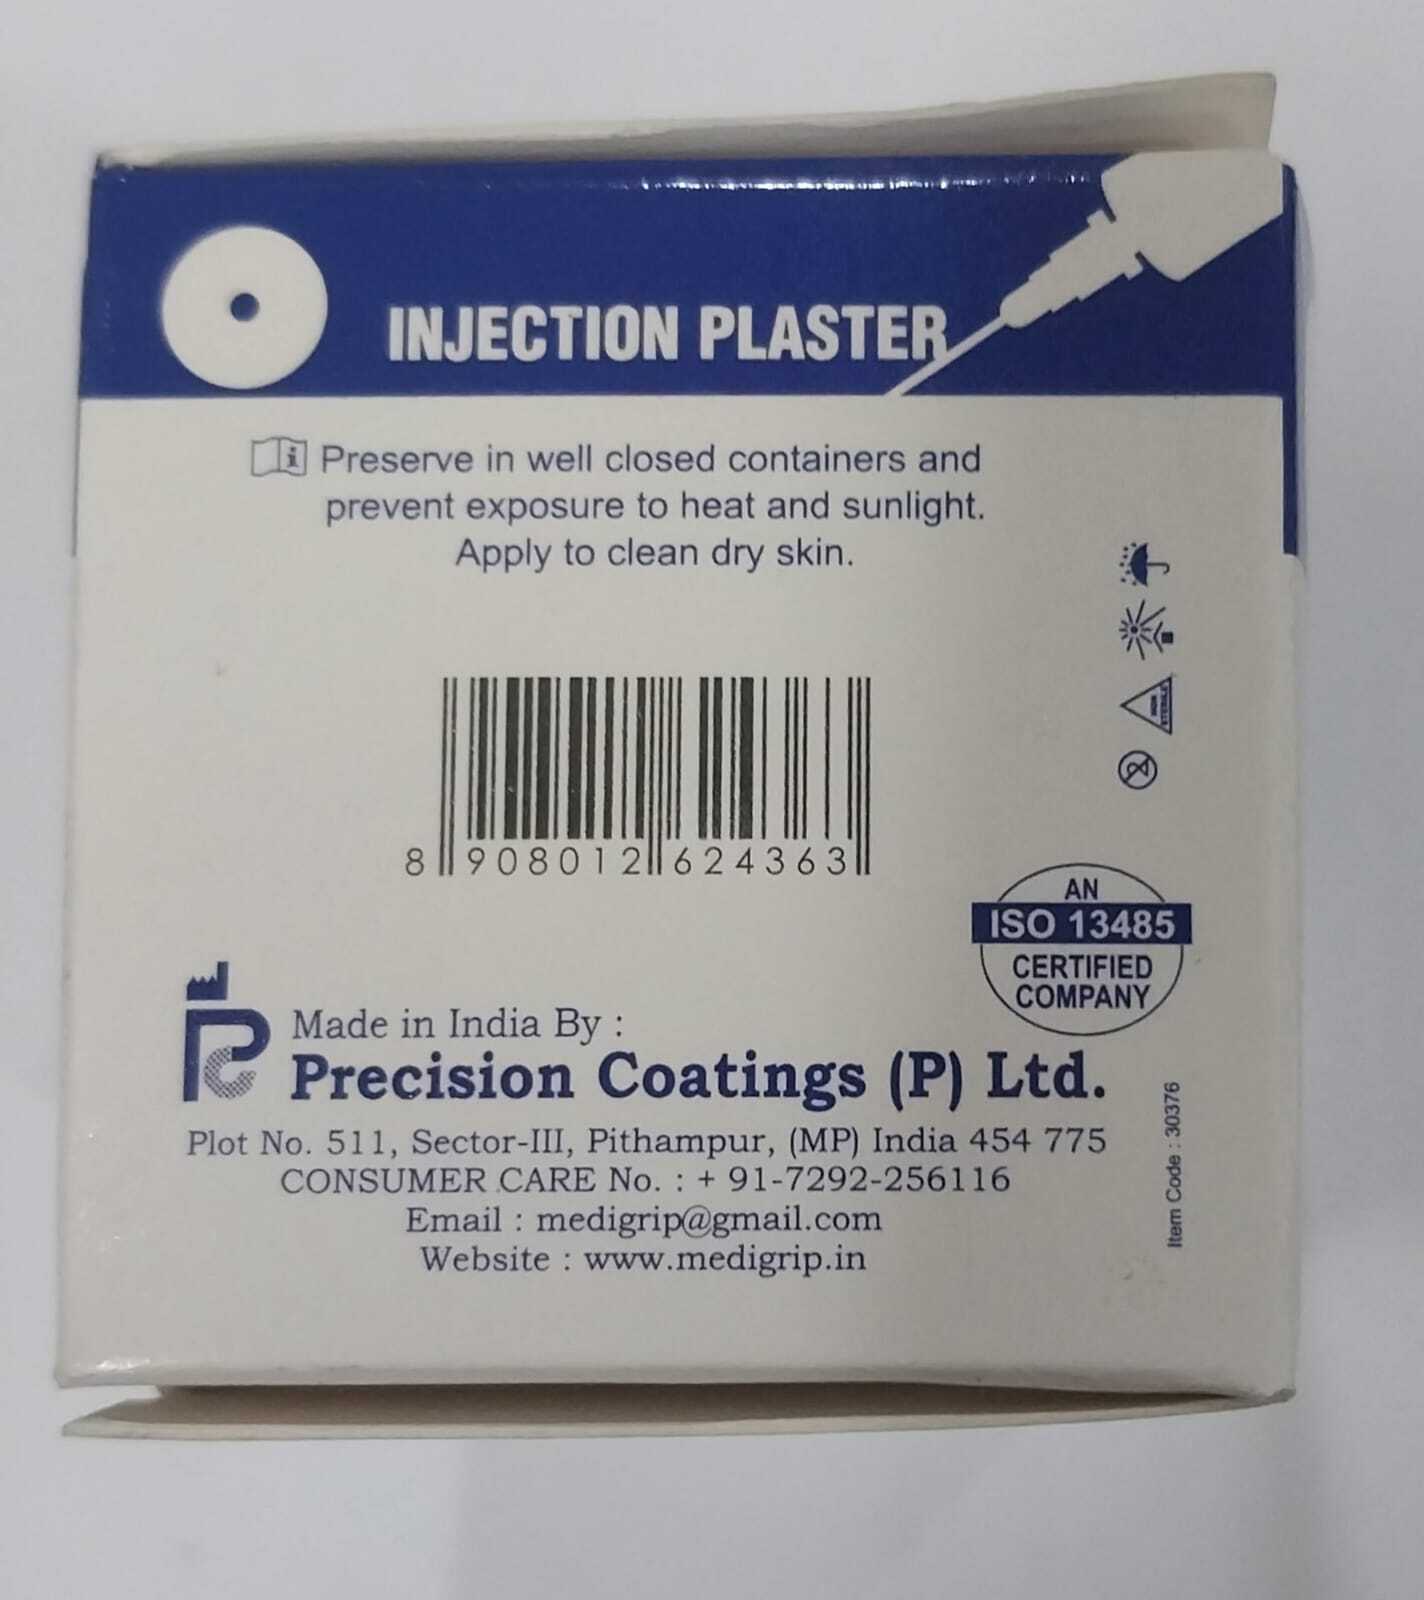 INJECTION PLASTER
i Preserve in well closed containers and
prevent exposure to heat and sunlight.
Apply to clean dry skin.
NON
STERILE
2
8 908012 624363
AN
ISO 13485
CERTIFIED
COMPANY
Made in India By :
Precision Coatings (P) Ltd.
Plot No. 511, Sector-III, Pithampur, (MP) India 454 775
CONSUMER CARE No. : + 91-7292-256116
Email : medigrip@gmail.com
Website : www.medigrip.in
Item Code : 30376